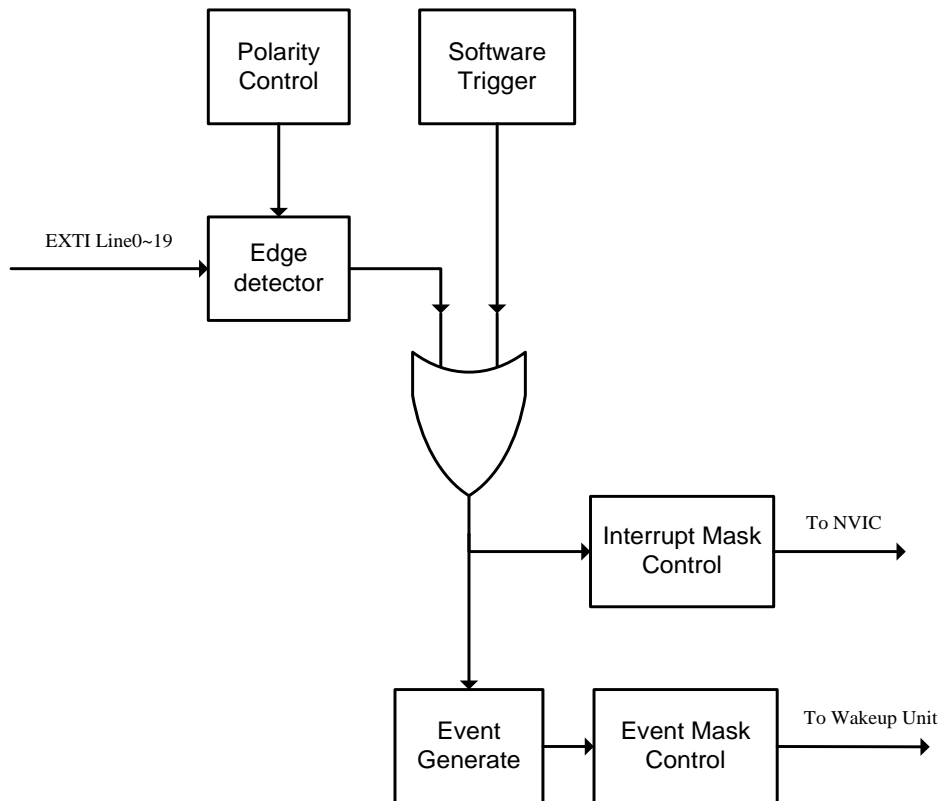 Polarity
Control
Software
Trigger
EXTI Line0~19
Edge
detector
Interrupt Mask
Control
To NVIC
Event
Generate
Event Mask
Control
To Wakeup Unit